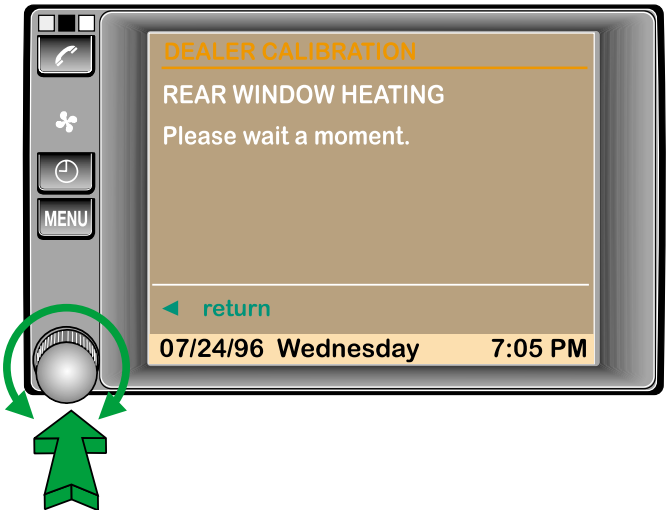 DEALER CALIBRATION
REAR WINDOW HEATING
Please wait a moment.
MENU
◄ return
07/24/96 Wednesday 7:05 PM